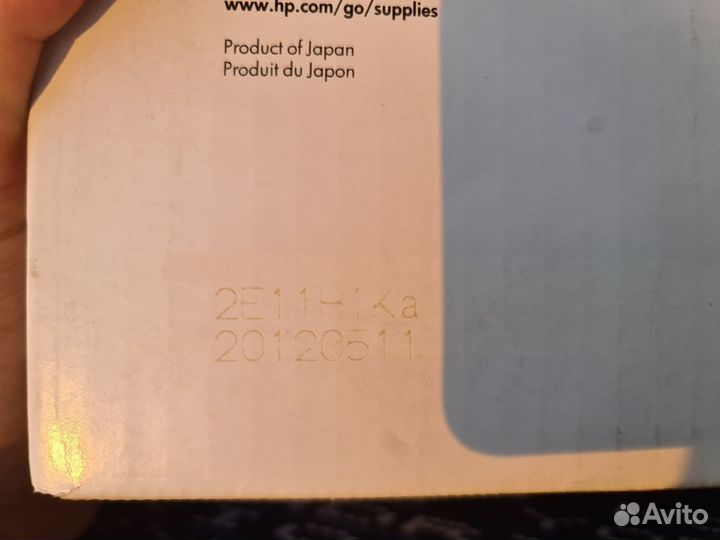 www.hp.com/go/supplies
Product of Japan
Produit du Japon
2E11H1Ka
20120511
Avito